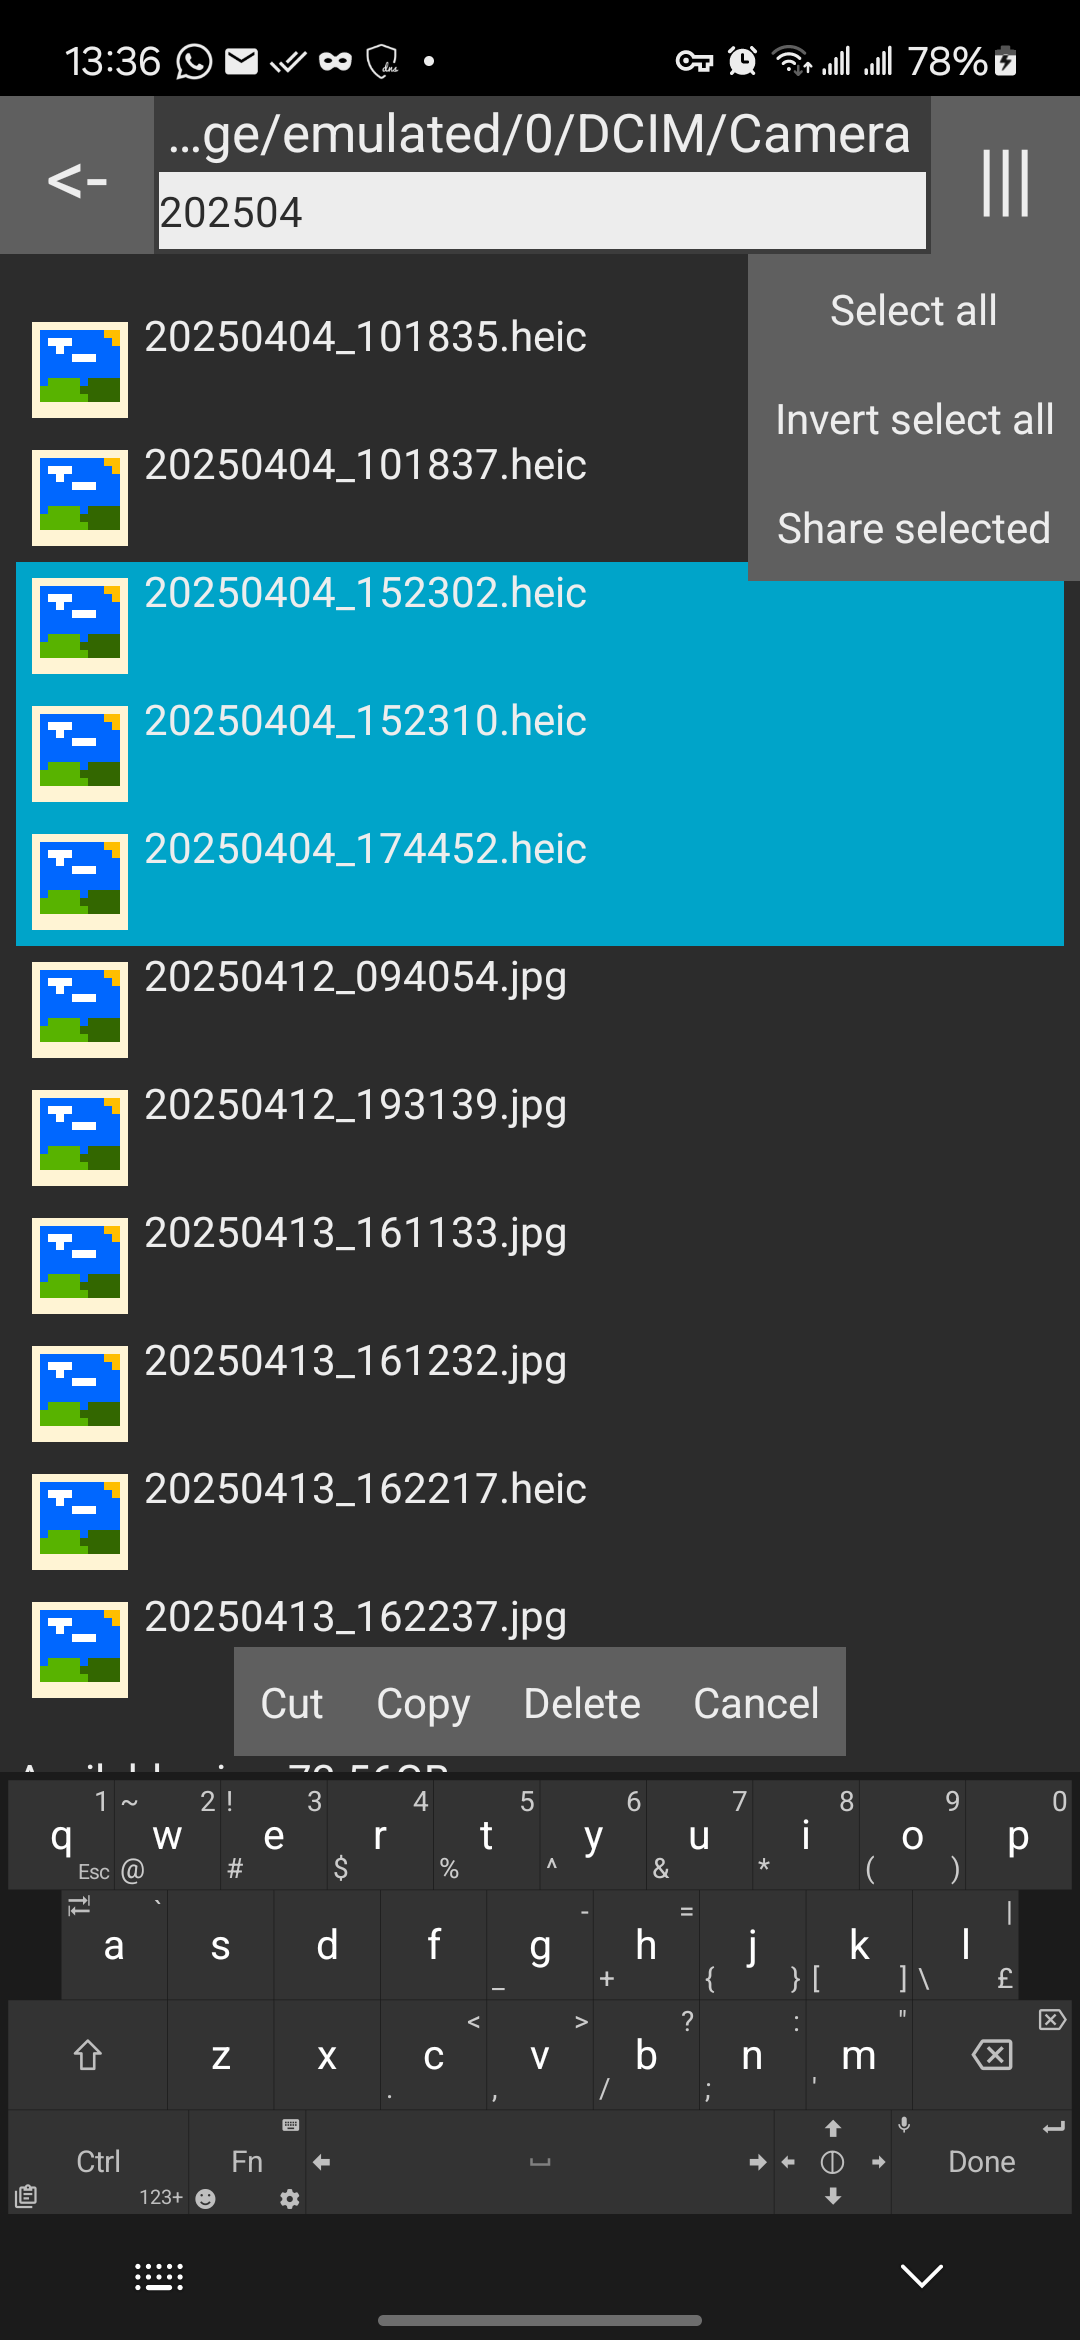 13:36 78%
<- ...ge/emulated/0/DCIM/Camera |||
202504
Select all
Invert select all
Share selected
20250404_101835.heic
20250404_101837.heic
20250404_152302.heic
20250404_152310.heic
20250404_174452.heic
20250412_094054.jpg
20250412_193139.jpg
20250413_161133.jpg
20250413_161232.jpg
20250413_162217.heic
20250413_162237.jpg
Cut Copy Delete Cancel
1 ~ 2 ! 3 4 5 6 7 8 9 0
q w e r t y u i o p
Esc @ # $ % ^ & * ( )
` - = |
a s d f g h j k l
_ + { } [ ] \ £
< > ? : "
z x c v b n m
. , / ; '
Ctrl Fn Done
123+